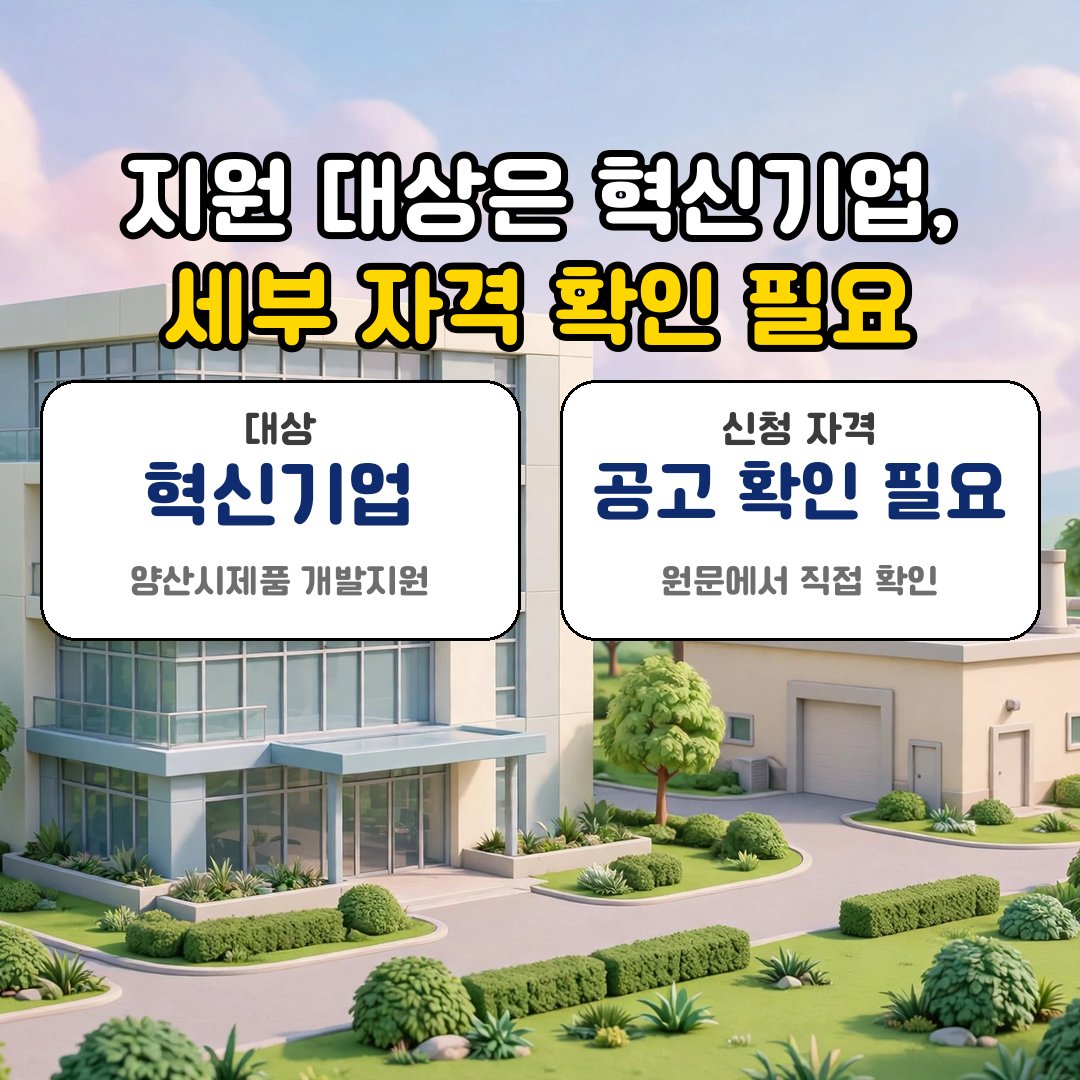 지원 대상은 혁신기업,
세부 자격 확인 필요
대상
혁신기업
양산시제품 개발지원
신청 자격
공고 확인 필요
원문에서 직접 확인